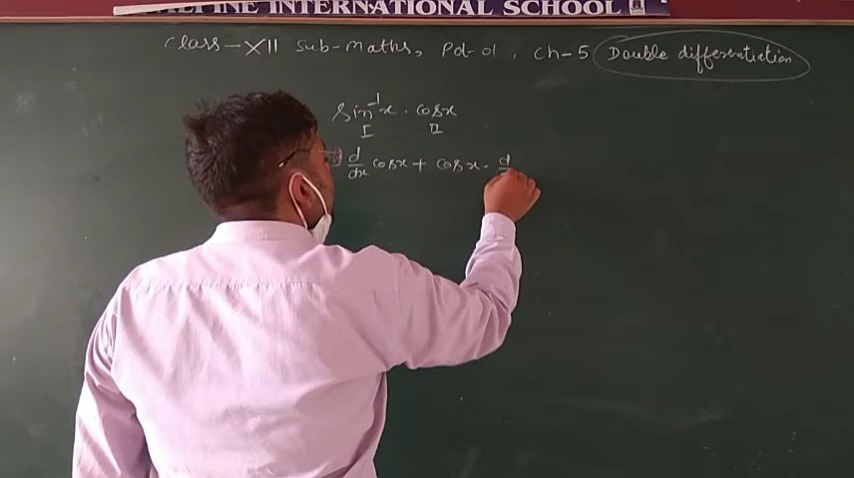 ALPINE INTERNATIONAL SCHOOL
Class-XII Sub-Maths, Pd-01, Ch-5 Double differentiation
Sin⁻¹x · cosx
I II
d/dx cosx + cosx · d